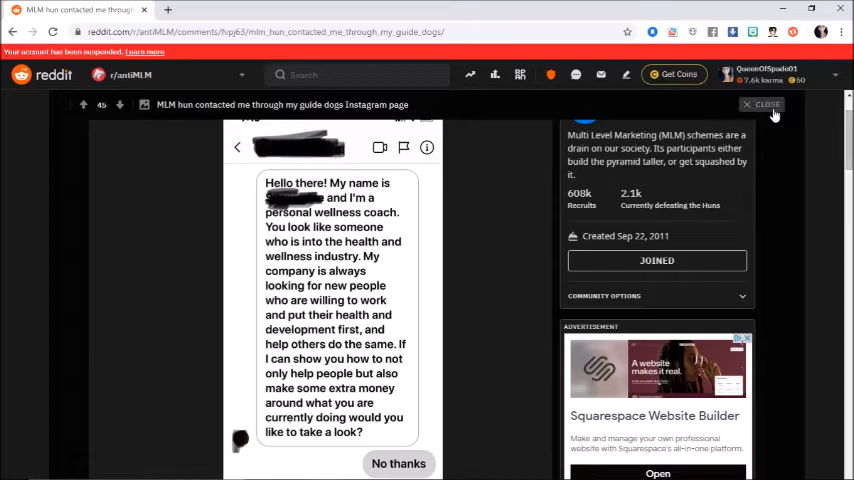 MLM hun contacted me through m
reddit.com/r/antiMLM/comments/fvpj63/mlm_hun_contacted_me_through_my_guide_dogs/
Your account has been suspended. Learn more
reddit
r/antiMLM
Search
Get Coins
QueenOfSpade01
7.6k karma 50
45 MLM hun contacted me through my guide dogs Instagram page
CLOSE
Hello there! My name is
and I'm a
personal wellness coach.
You look like someone
who is into the health and
wellness industry. My
company is always
looking for new people
who are willing to work
and put their health and
development first, and
help others do the same. If
I can show you how to not
only help people but also
make some extra money
around what you are
currently doing would you
like to take a look?
No thanks
Multi Level Marketing (MLM) schemes are a
drain on our society. Its participants either
build the pyramid taller, or get squashed by
it.
608k 2.1k
Recruits Currently defeating the Huns
Created Sep 22, 2011
JOINED
COMMUNITY OPTIONS
ADVERTISEMENT
A website
makes it real.
Squarespace Website Builder
Make and manage your own professional
website with Squarespace's all-in-one platform.
Open